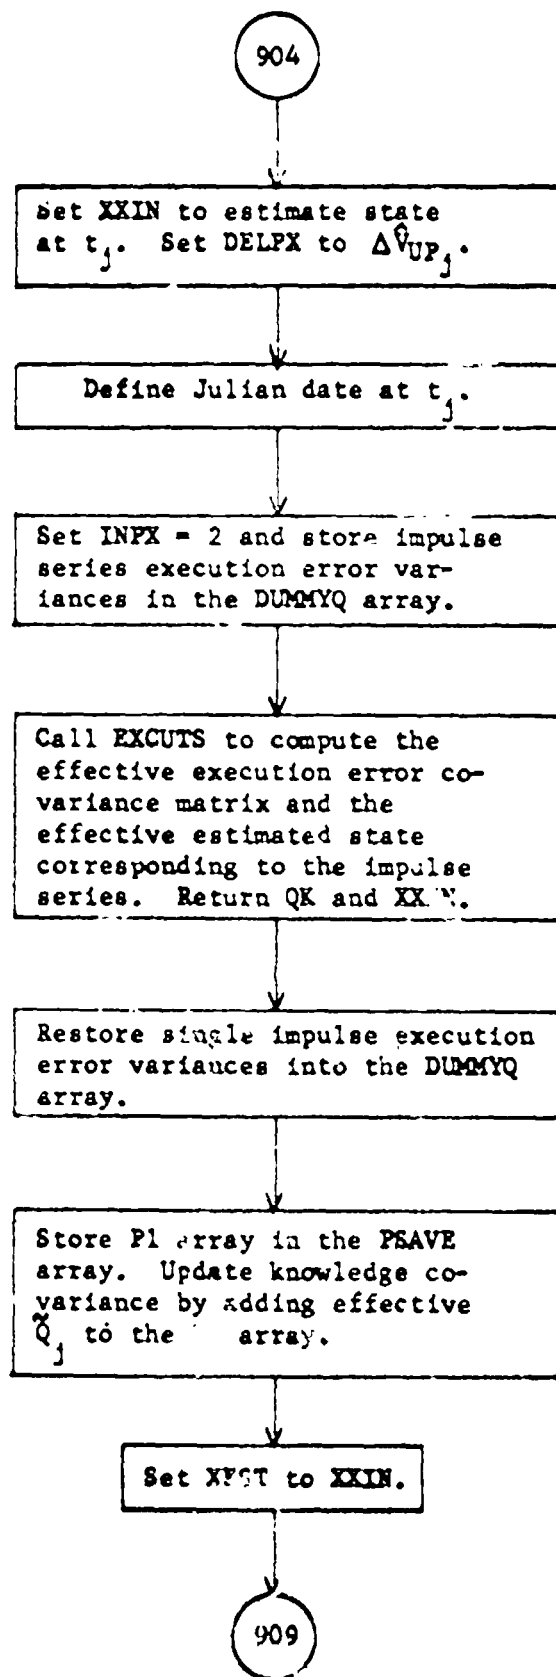 904
Set XXIN to estimate state
at t_j. Set DELPX to ΔV̂_UP_j.
Define Julian date at t_j.
Set INPX = 2 and store impulse
series execution error var-
iances in the DUMMYQ array.
Call EXCUTS to compute the
effective execution error co-
variance matrix and the
effective estimated state
corresponding to the impulse
series. Return QK and
Restore single impulse execution
error variances into the DUMMYQ
array.
Store P1 array in the PSAVE
array. Update knowledge co-
variance by adding effective
Q̃_j to the array.
Set XEST to XXIN.
909